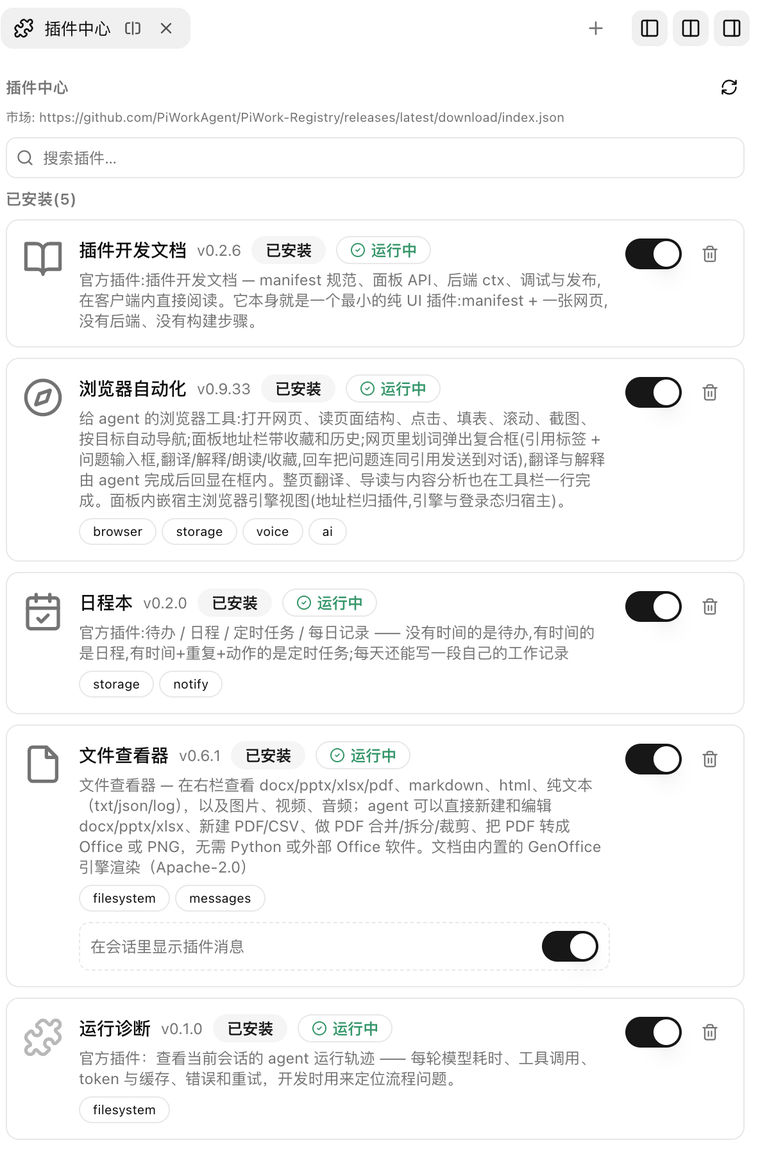 插件中心
插件中心
市场: https://github.com/PiWorkAgent/PiWork-Registry/releases/latest/download/index.json
搜索插件...
已安装(5)
插件开发文档 v0.2.6 已安装 运行中
官方插件:插件开发文档 — manifest 规范、面板 API、后端 ctx、调试与发布,
在客户端内直接阅读。它本身就是一个最小的纯 UI 插件:manifest + 一张网页,
没有后端、没有构建步骤。
浏览器自动化 v0.9.33 已安装 运行中
给 agent 的浏览器工具:打开网页、读页面结构、点击、填表、滚动、截图、
按目标自动导航;面板地址栏带收藏和历史;网页里划词弹出复合框(引用标签 +
问题输入框,翻译/解释/朗读/收藏,回车把问题连同引用发送到对话),翻译与解释
由 agent 完成后回显在框内。整页翻译、导读与内容分析也在工具栏一行完
成。面板内嵌宿主浏览器引擎视图(地址栏归插件,引擎与登录态归宿主)。
browser storage voice ai
日程本 v0.2.0 已安装 运行中
官方插件:待办 / 日程 / 定时任务 / 每日记录 —— 没有时间的是待办,有时间的
是日程,有时间+重复+动作的是定时任务;每天还能写一段自己的工作记录
storage notify
文件查看器 v0.6.1 已安装 运行中
文件查看器 — 在右栏查看 docx/pptx/xlsx/pdf、markdown、html、纯文本
（txt/json/log），以及图片、视频、音频；agent 可以直接新建和编辑
docx/pptx/xlsx、新建 PDF/CSV、做 PDF 合并/拆分/裁剪、把 PDF 转成
Office 或 PNG，无需 Python 或外部 Office 软件。文档由内置的 GenOffice
引擎渲染（Apache-2.0）
filesystem messages
在会话里显示插件消息
运行诊断 v0.1.0 已安装 运行中
官方插件：查看当前会话的 agent 运行轨迹 —— 每轮模型耗时、工具调用、
token 与缓存、错误和重试，开发时用来定位流程问题。
filesystem